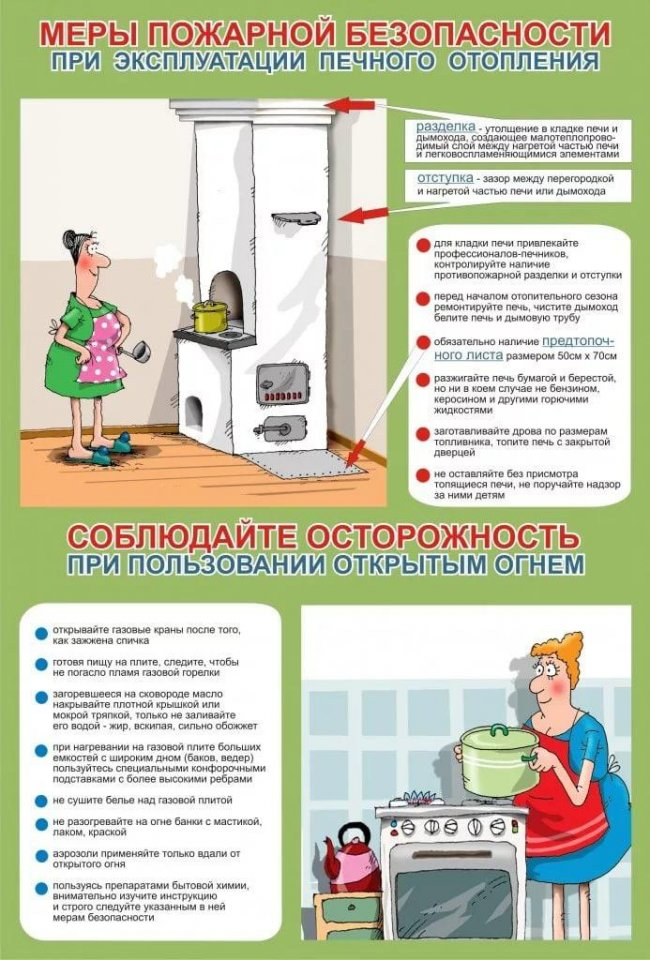 МЕРЫ ПОЖАРНОЙ БЕЗОПАСНОСТИ
ПРИ ЭКСПЛУАТАЦИИ ПЕЧНОГО ОТОПЛЕНИЯ
разделка - утолщение в кладке печи и
дымохода, создающее малотеплопрово-
димый слой между нагретой частью печи
и легковоспламеняющимися элементами
отступка - зазор между перегородкой
и нагретой частью печи или дымохода
для кладки печи привлекайте
профессионалов-печников,
контролируйте наличие
противопожарной разделки и отступки
перед началом отопительного сезона
ремонтируйте печь, чистите дымоход
белите печь и дымовую трубу
обязательно наличие предтопоч-
ного листа размером 50см х 70см
разжигайте печь бумагой и берестой,
но ни в коем случае не бензином,
керосином и другими горючими
жидкостями
заготавливайте дрова по размерам
топливника, топите печь с закрытой
дверцей
не оставляйте без присмотра
топящиеся печи, не поручайте надзор
за ними детям
СОБЛЮДАЙТЕ ОСТОРОЖНОСТЬ
ПРИ ПОЛЬЗОВАНИИ ОТКРЫТЫМ ОГНЕМ
открывайте газовые краны после того,
как зажжена спичка
готовя пищу на плите, следите, чтобы
не погасло пламя газовой горелки
загоревшееся на сковороде масло
накрывайте плотной крышкой или
мокрой тряпкой, только не заливайте
его водой - жир, вскипая, сильно обожжет
при нагревании на газовой плите больших
емкостей с широким дном (баков, ведер)
пользуйтесь специальными конфорочными
подставками с более высокими ребрами
не сушите белье над газовой плитой
не разогревайте на огне банки с мастикой,
лаком, краской
аэрозоли применяйте только вдали от
открытого огня
пользуясь препаратами бытовой химии,
внимательно изучите инструкцию
и строго следуйте указанным в ней
мерам безопасности